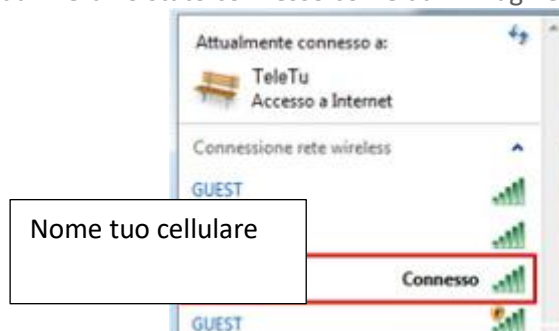 Attualmente connesso a:
TeleTu
Accesso a Internet
Connessione rete wireless
GUEST
Nome tuo cellulare
Connesso
GUEST